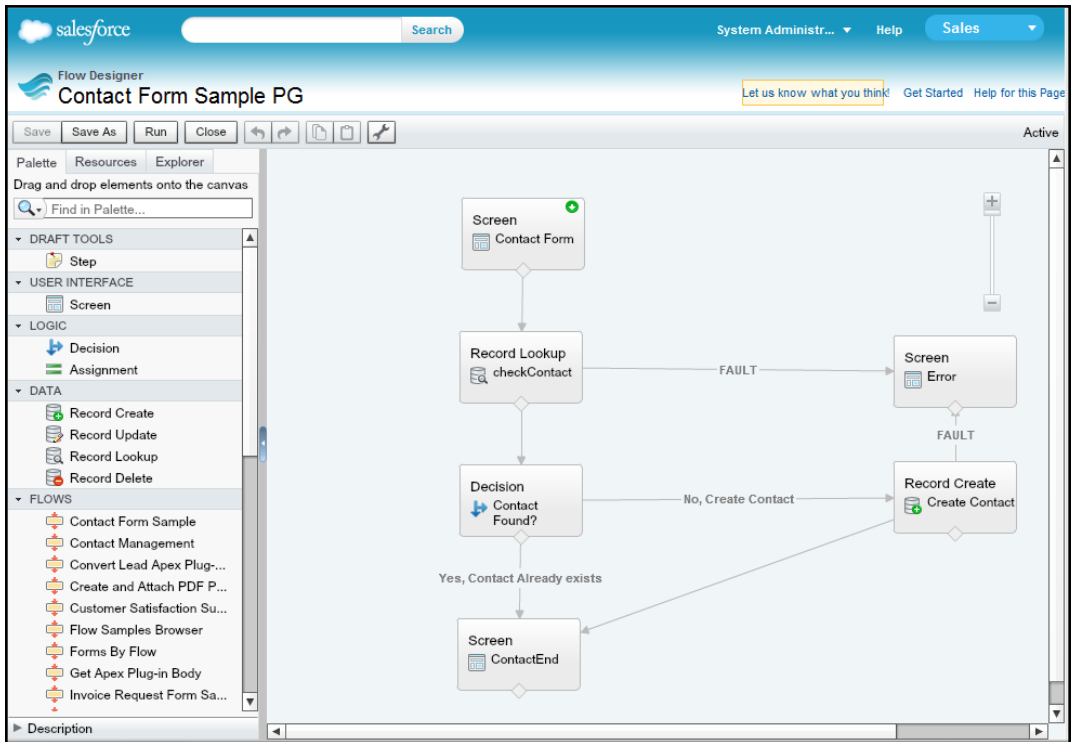 salesforce
Search
System Administr...
Help
Sales
Flow Designer
Contact Form Sample PG
Let us know what you think!
Get Started
Help for this Page
Save
Save As
Run
Close
Active
Palette
Resources
Explorer
Drag and drop elements onto the canvas
Find in Palette...
DRAFT TOOLS
Step
USER INTERFACE
Screen
LOGIC
Decision
Assignment
DATA
Record Create
Record Update
Record Lookup
Record Delete
FLOWS
Contact Form Sample
Contact Management
Convert Lead Apex Plug-...
Create and Attach PDF P...
Customer Satisfaction Su...
Flow Samples Browser
Forms By Flow
Get Apex Plug-in Body
Invoice Request Form Sa...
Description
Screen
Contact Form
Record Lookup
checkContact
FAULT
Screen
Error
FAULT
Decision
Contact
Found?
No, Create Contact
Record Create
Create Contact
Yes, Contact Already exists
Screen
ContactEnd